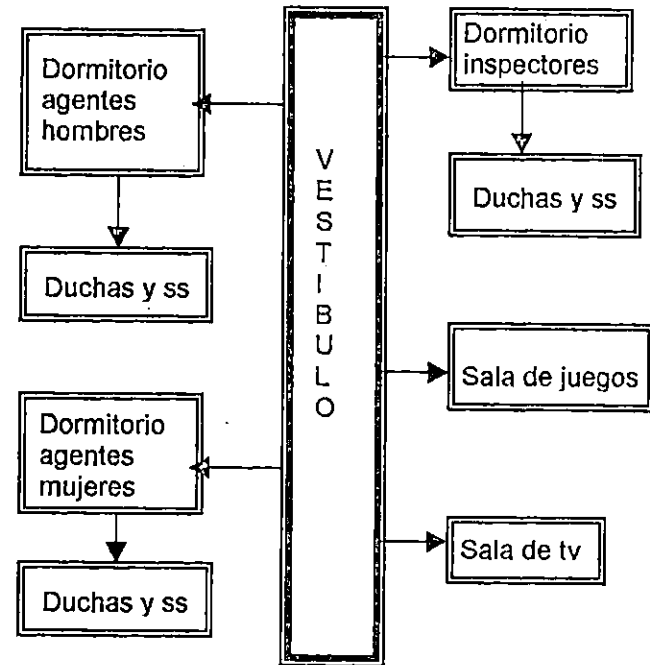 Dormitorio
agentes
hombres
Duchas y ss
Dormitorio
agentes
mujeres
Duchas y ss
V
E
S
T
I
B
U
L
O
Dormitorio
inspectores
Duchas y ss
Sala de juegos
Sala de tv